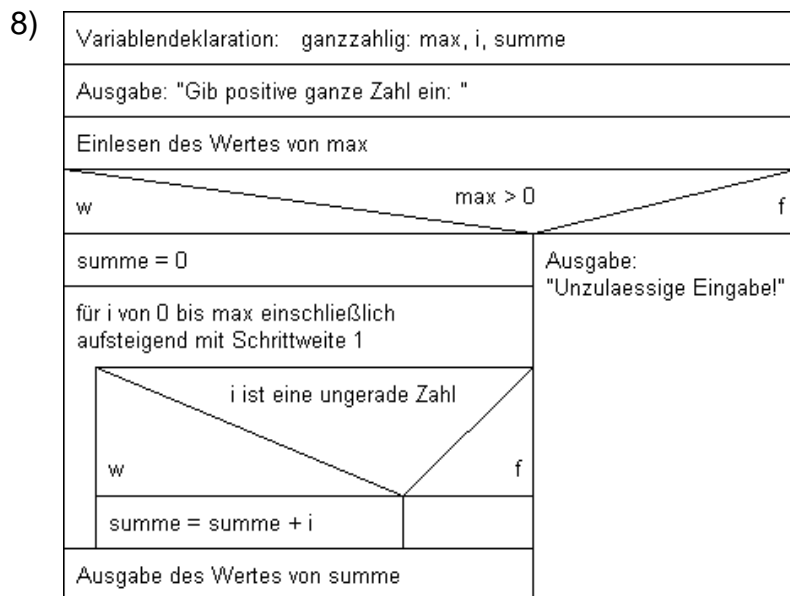 8)
Variablendeklaration: ganzzahlig: max, i, summe
Ausgabe: "Gib positive ganze Zahl ein: "
Einlesen des Wertes von max
max > 0
w
f
summe = 0
Ausgabe:
"Unzulaessige Eingabe!"
für i von 0 bis max einschließlich
aufsteigend mit Schrittweite 1
i ist eine ungerade Zahl
w
f
summe = summe + i
Ausgabe des Wertes von summe